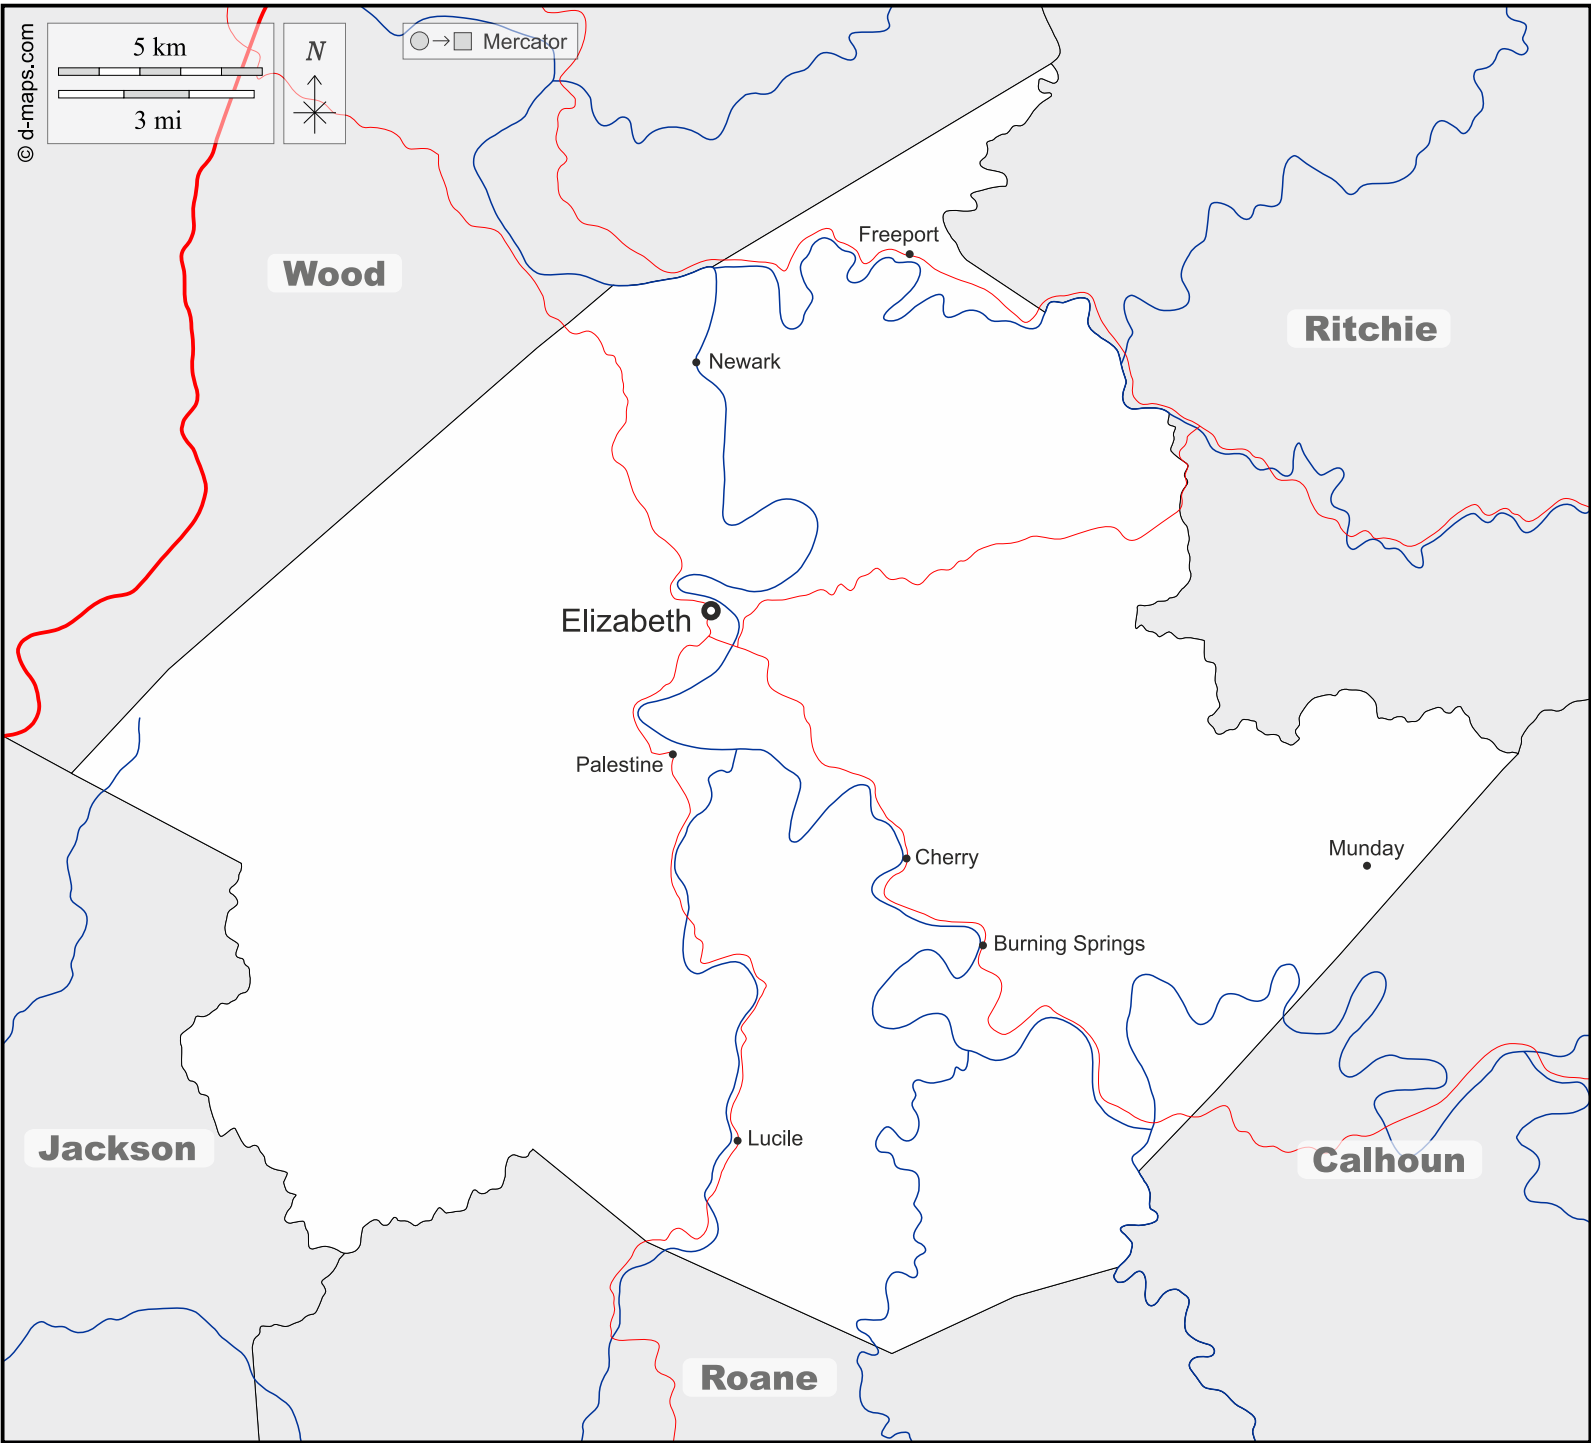 © d-maps.com
5 km
3 mi
N
Mercator
Freeport
Wood
Ritchie
Newark
Elizabeth
Palestine
Cherry
Munday
Burning Springs
Lucile
Jackson
Calhoun
Roane